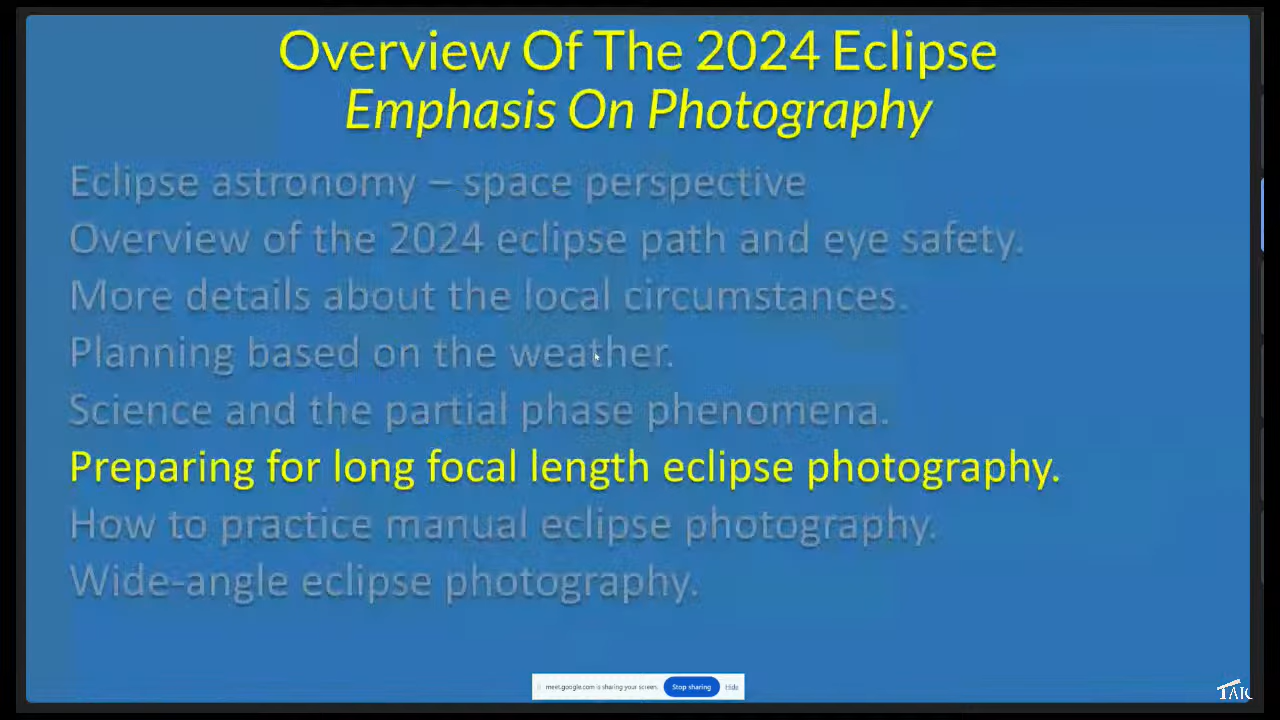 Overview Of The 2024 Eclipse
Emphasis On Photography
Eclipse astronomy – space perspective
Overview of the 2024 eclipse path and eye safety.
More details about the local circumstances.
Planning based on the weather.
Science and the partial phase phenomena.
Preparing for long focal length eclipse photography.
How to practice manual eclipse photography.
Wide-angle eclipse photography.
meet.google.com is sharing your screen. Stop sharing Hide